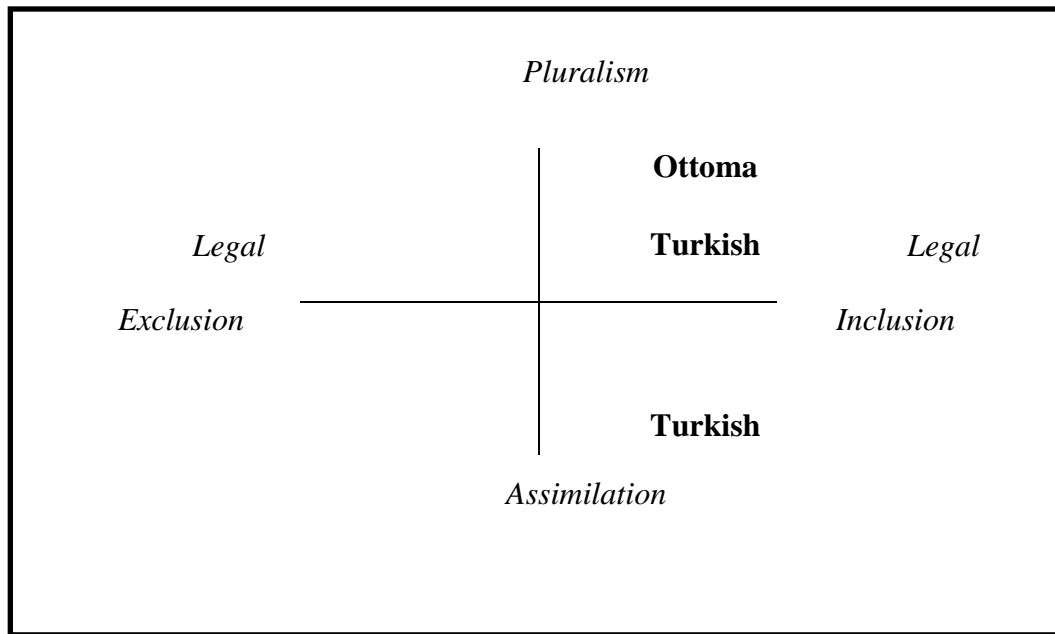 Pluralism
Ottoma
Legal Turkish Legal
Exclusion Inclusion
Turkish
Assimilation